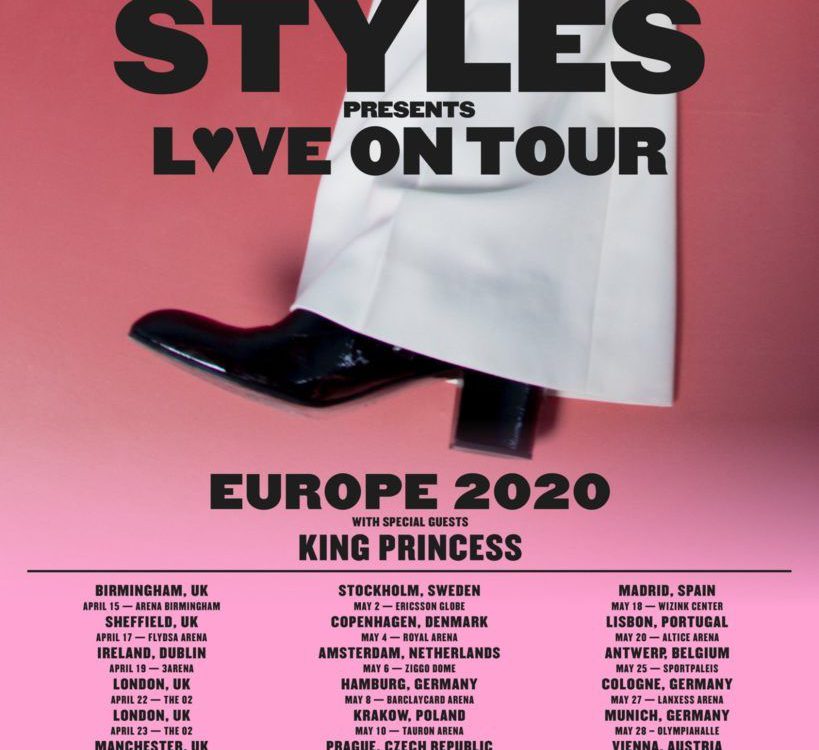 STYLES
PRESENTS
L♥VE ON TOUR
EUROPE 2020
WITH SPECIAL GUESTS
KING PRINCESS
BIRMINGHAM, UK
APRIL 15 — ARENA BIRMINGHAM
SHEFFIELD, UK
APRIL 17 — FLYDSA ARENA
IRELAND, DUBLIN
APRIL 19 — 3ARENA
LONDON, UK
APRIL 22 — THE O2
LONDON, UK
APRIL 23 — THE O2
MANCHESTER, UK
STOCKHOLM, SWEDEN
MAY 2 — ERICSSON GLOBE
COPENHAGEN, DENMARK
MAY 4 — ROYAL ARENA
AMSTERDAM, NETHERLANDS
MAY 6 — ZIGGO DOME
HAMBURG, GERMANY
MAY 8 — BARCLAYCARD ARENA
KRAKOW, POLAND
MAY 10 — TAURON ARENA
PRAGUE, CZECH REPUBLIC
MADRID, SPAIN
MAY 18 — WIZINK CENTER
LISBON, PORTUGAL
MAY 20 — ALTICE ARENA
ANTWERP, BELGIUM
MAY 25 — SPORTPALEIS
COLOGNE, GERMANY
MAY 27 — LANXESS ARENA
MUNICH, GERMANY
MAY 28 – OLYMPIAHALLE
VIENNA, AUSTRIA